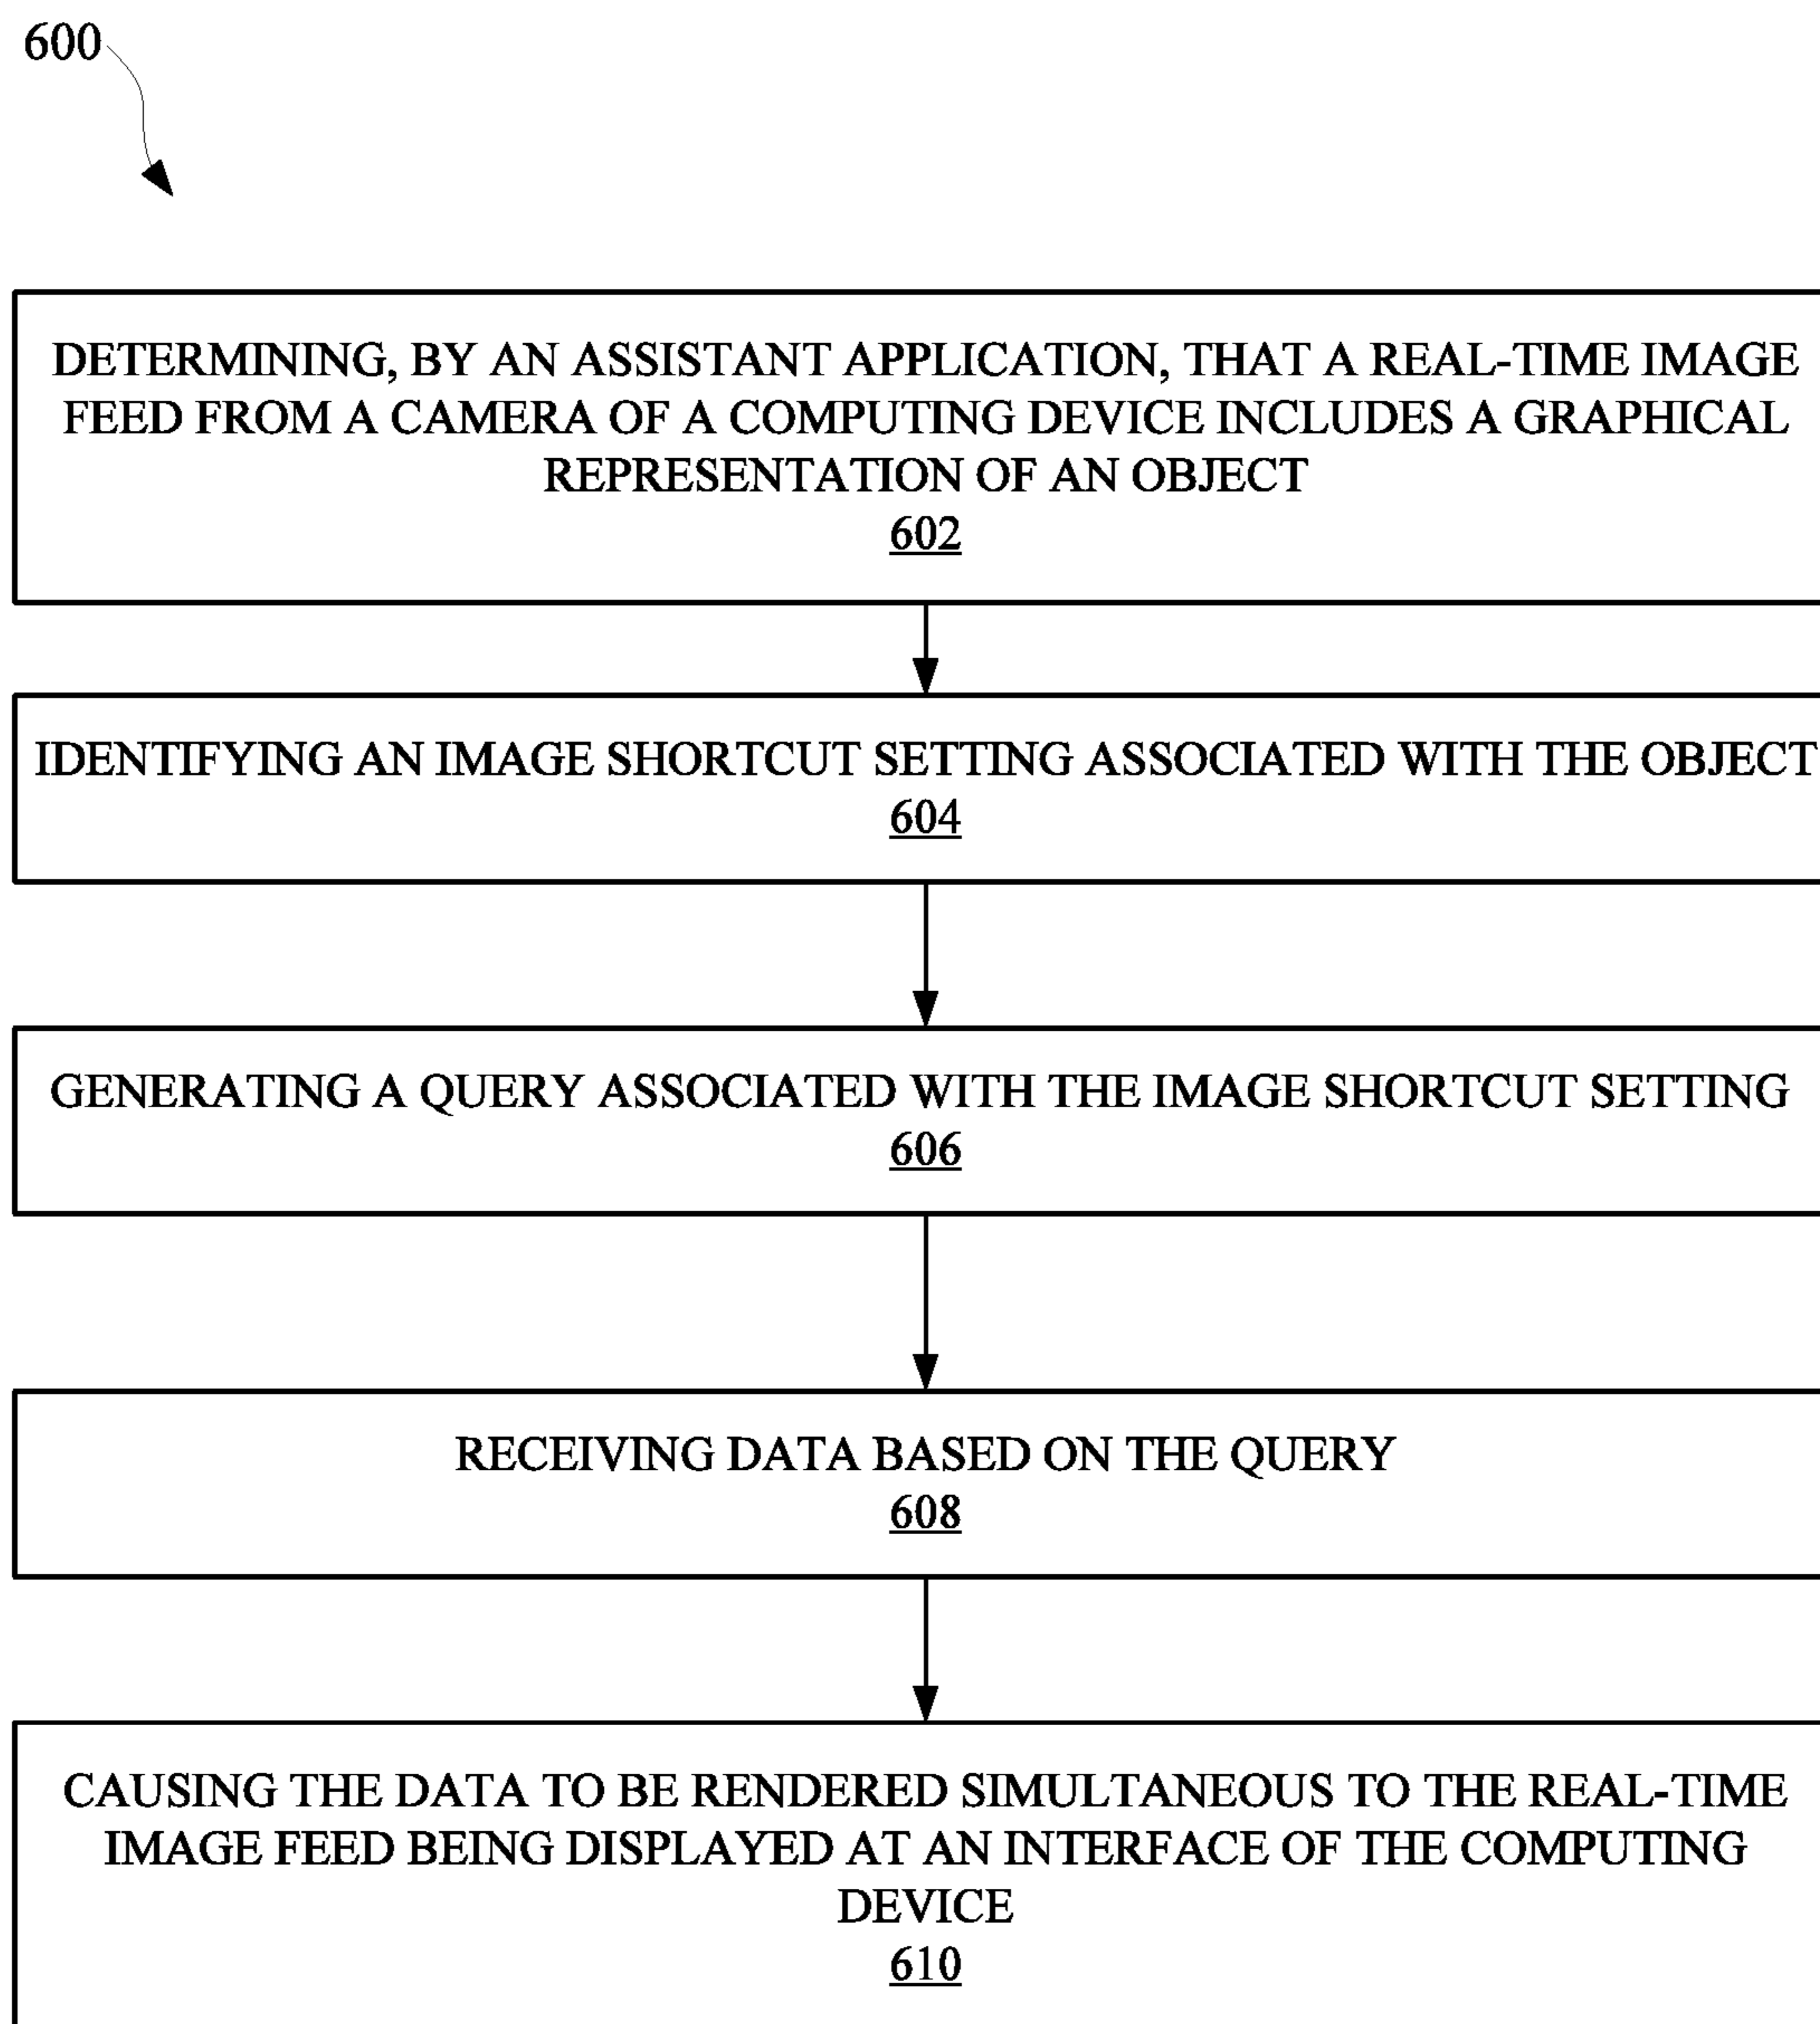 600
DETERMINING, BY AN ASSISTANT APPLICATION, THAT A REAL-TIME IMAGE
FEED FROM A CAMERA OF A COMPUTING DEVICE INCLUDES A GRAPHICAL
REPRESENTATION OF AN OBJECT
602
IDENTIFYING AN IMAGE SHORTCUT SETTING ASSOCIATED WITH THE OBJECT
604
GENERATING A QUERY ASSOCIATED WITH THE IMAGE SHORTCUT SETTING
606
RECEIVING DATA BASED ON THE QUERY
608
CAUSING THE DATA TO BE RENDERED SIMULTANEOUS TO THE REAL-TIME
IMAGE FEED BEING DISPLAYED AT AN INTERFACE OF THE COMPUTING
DEVICE
610